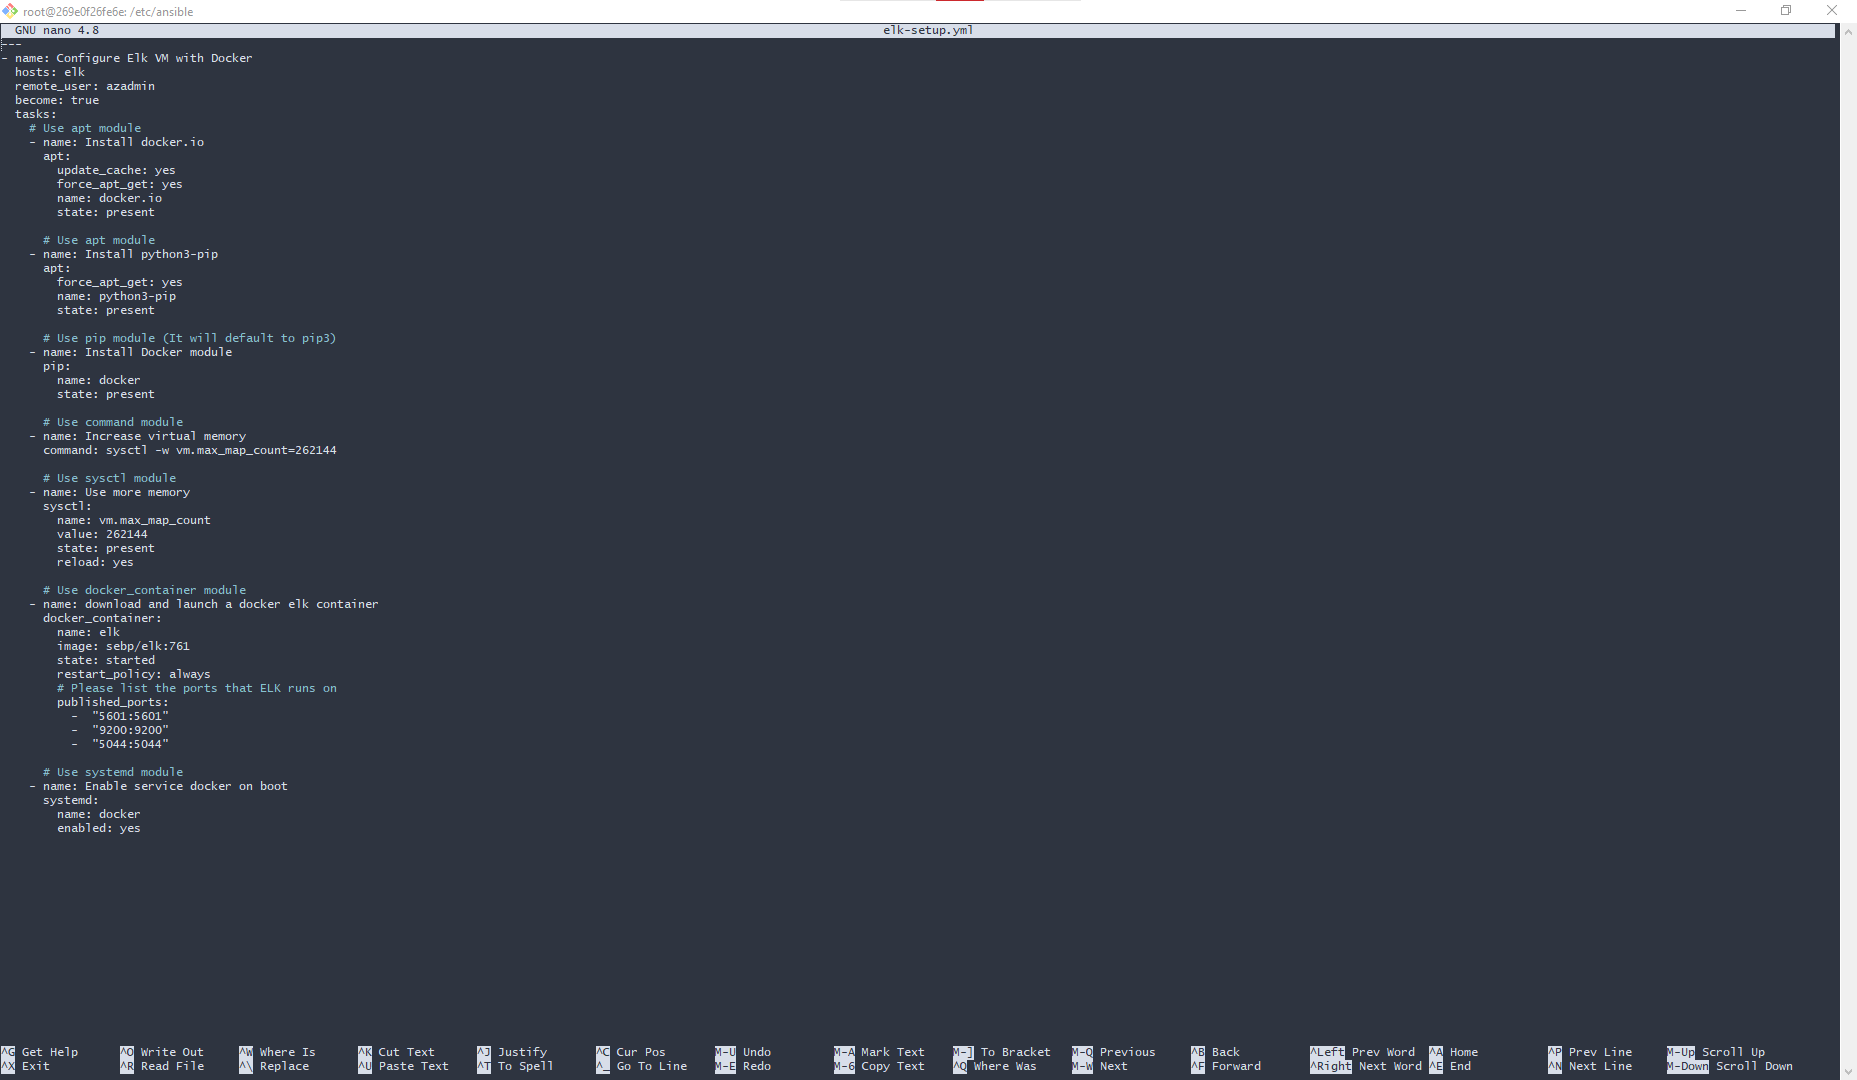 root@269e0f26fe6e: /etc/ansible
GNU nano 4.8 elk-setup.yml
---
- name: Configure Elk VM with Docker
  hosts: elk
  remote_user: azadmin
  become: true
  tasks:
    # Use apt module
    - name: Install docker.io
      apt:
        update_cache: yes
        force_apt_get: yes
        name: docker.io
        state: present

      # Use apt module
    - name: Install python3-pip
      apt:
        force_apt_get: yes
        name: python3-pip
        state: present

      # Use pip module (It will default to pip3)
    - name: Install Docker module
      pip:
        name: docker
        state: present

      # Use command module
    - name: Increase virtual memory
      command: sysctl -w vm.max_map_count=262144

      # Use sysctl module
    - name: Use more memory
      sysctl:
        name: vm.max_map_count
        value: 262144
        state: present
        reload: yes

      # Use docker_container module
    - name: download and launch a docker elk container
      docker_container:
        name: elk
        image: sebp/elk:761
        state: started
        restart_policy: always
        # Please list the ports that ELK runs on
        published_ports:
          -  "5601:5601"
          -  "9200:9200"
          -  "5044:5044"

      # Use systemd module
    - name: Enable service docker on boot
      systemd:
        name: docker
        enabled: yes

^G Get Help ^O Write Out ^W Where Is ^K Cut Text ^J Justify ^C Cur Pos M-U Undo M-A Mark Text M-] To Bracket M-Q Previous ^B Back ^Left Prev Word ^A Home ^P Prev Line M-Up Scroll Up
^X Exit ^R Read File ^\ Replace ^U Paste Text ^T To Spell ^_ Go To Line M-E Redo M-6 Copy Text ^Q Where Was M-W Next ^F Forward ^Right Next Word ^E End ^N Next Line M-Down Scroll Down